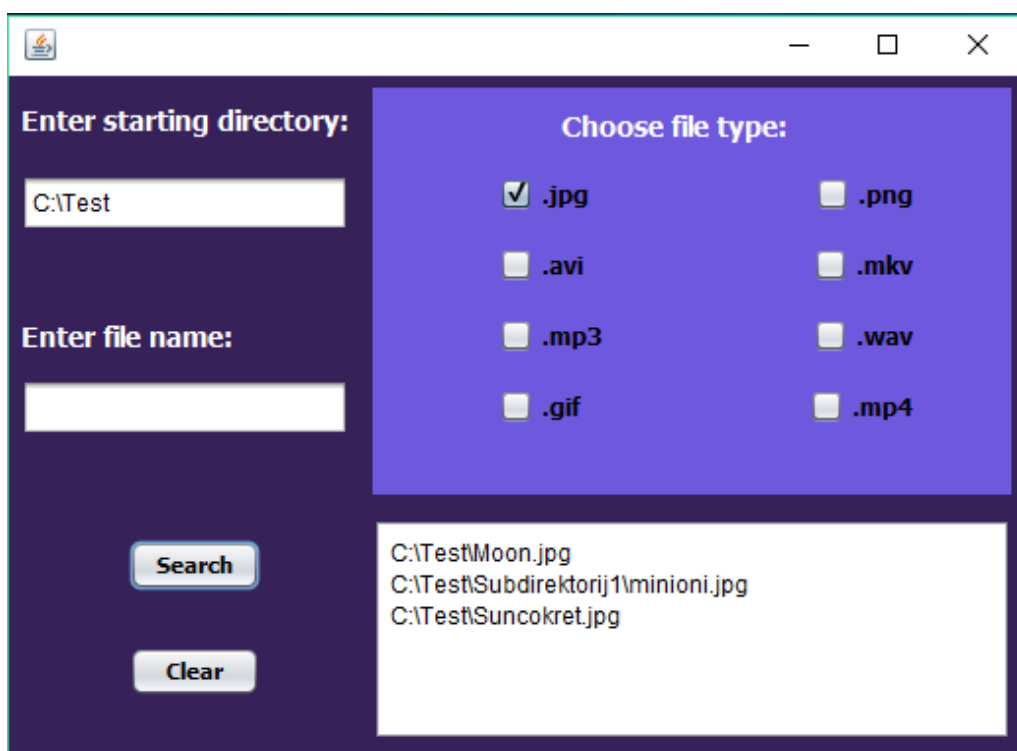 Enter starting directory:
C:\Test
Enter file name:
Choose file type:
.jpg .png
.avi .mkv
.mp3 .wav
.gif .mp4
Search
Clear
C:\Test\Moon.jpg
C:\Test\Subdirektorij1\minioni.jpg
C:\Test\Suncokret.jpg